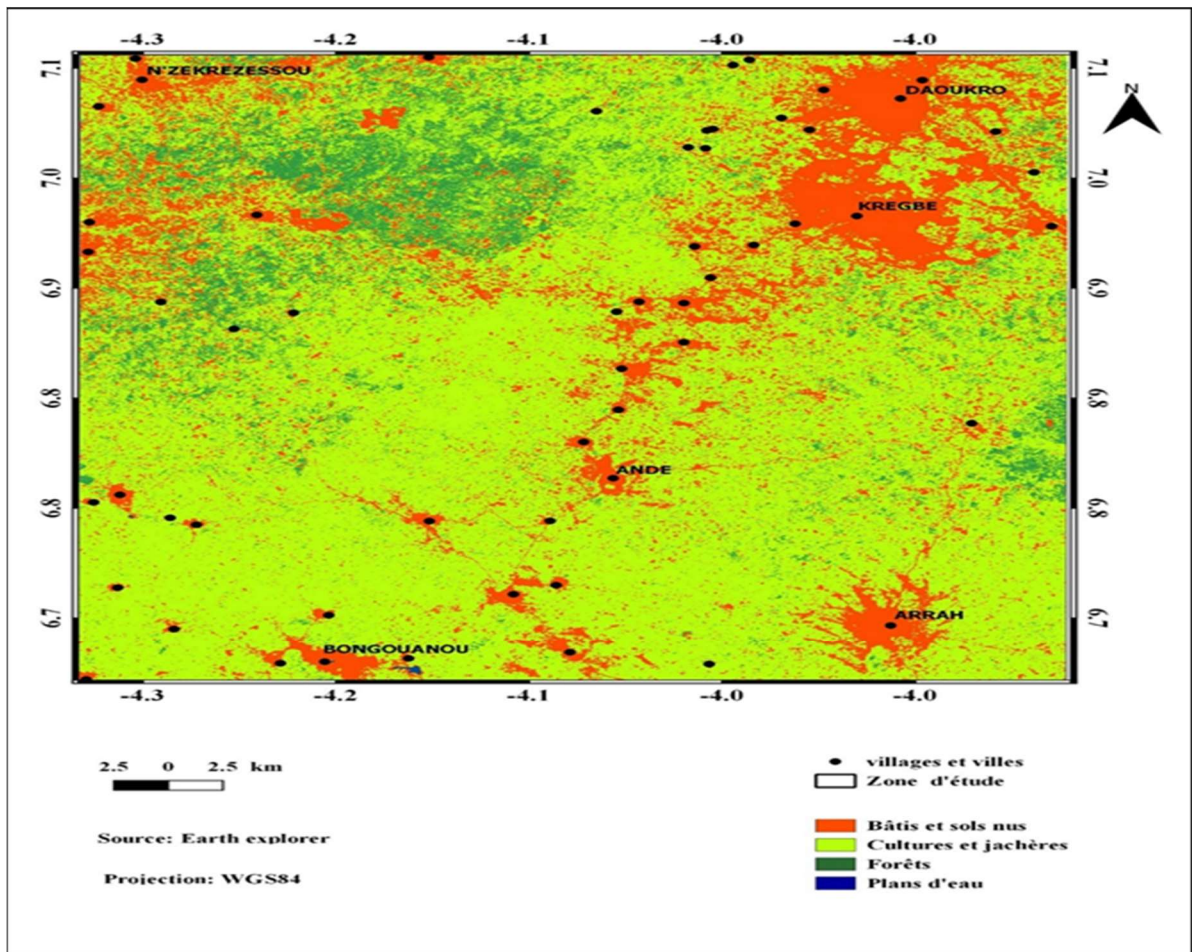 -4.3 -4.2 -4.1 -4.0 -4.0
7.1 7.1
N
N'ZEKREZESSOU
DAOUKRO
7.0 7.0
KREGBE
6.9 6.9
6.8 6.8
ANDE
6.8 6.8
6.7 6.7
ARRAH
BONGOUANOU
-4.3 -4.2 -4.1 -4.0 -4.0
2.5 0 2.5 km
villages et villes
Zone d'étude
Source: Earth explorer
Projection: WGS84
Bâtis et sols nus
Cultures et jachères
Forêts
Plans d'eau